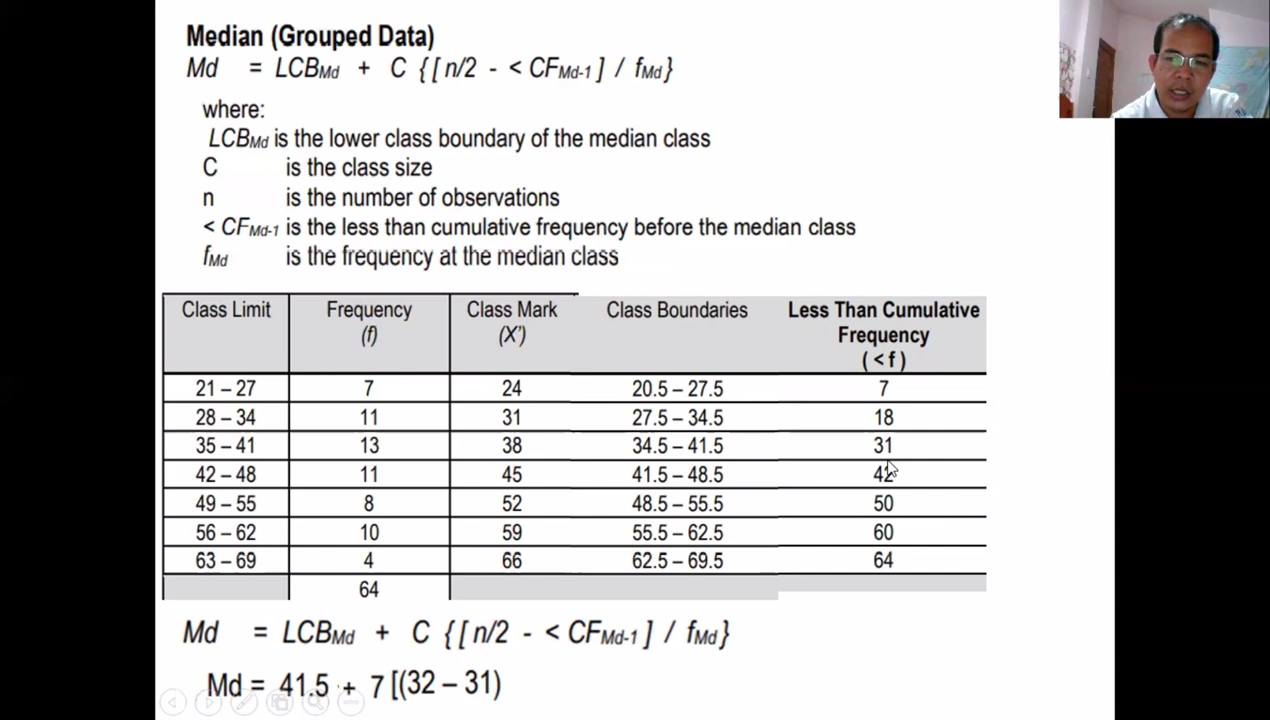 Median (Grouped Data)
Md = LCBMd + C {[ n/2 - < CFMd-1 ] / fMd}
where:
LCBMd is the lower class boundary of the median class
C is the class size
n is the number of observations
< CFMd-1 is the less than cumulative frequency before the median class
fMd is the frequency at the median class
Class Limit Frequency (f) Class Mark (X') Class Boundaries Less Than Cumulative Frequency ( < f )
21 – 27 7 24 20.5 – 27.5 7
28 – 34 11 31 27.5 – 34.5 18
35 – 41 13 38 34.5 – 41.5 31
42 – 48 11 45 41.5 – 48.5 42
49 – 55 8 52 48.5 – 55.5 50
56 – 62 10 59 55.5 – 62.5 60
63 – 69 4 66 62.5 – 69.5 64
64
Md = LCBMd + C {[ n/2 - < CFMd-1 ] / fMd}
Md = 41.5 + 7 [(32 – 31)